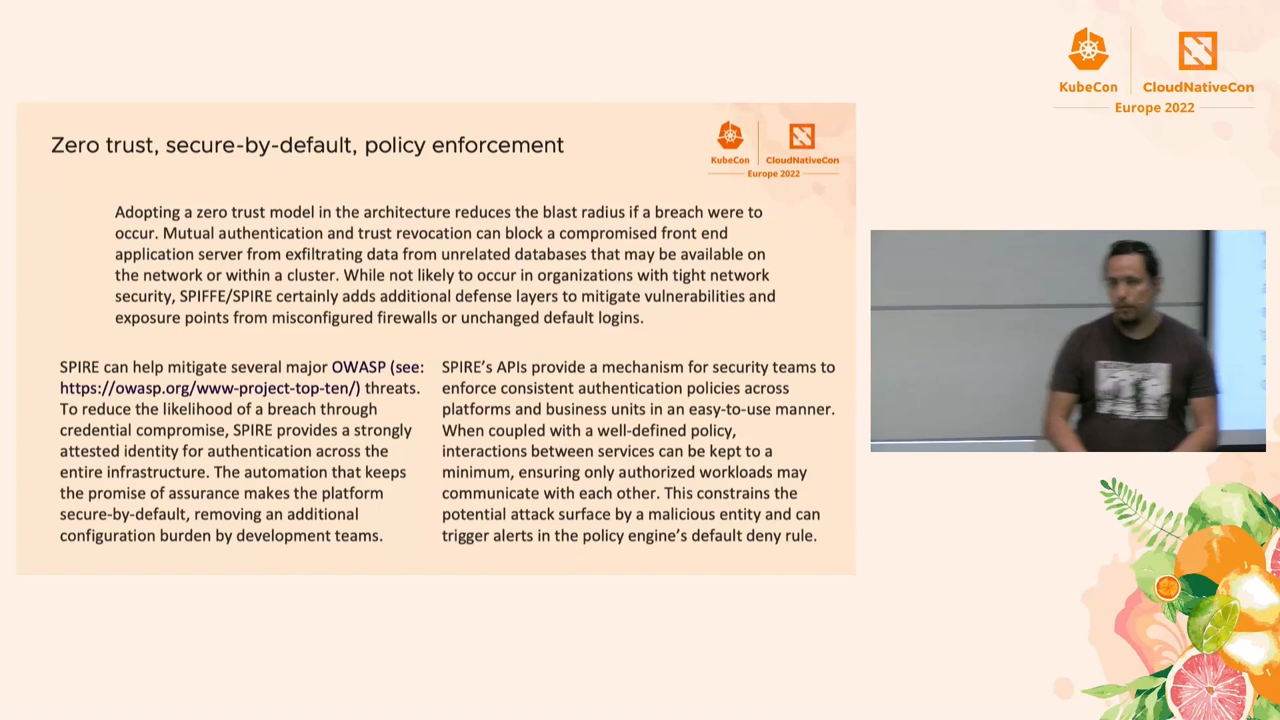 KubeCon
CloudNativeCon
Europe 2022
Zero trust, secure-by-default, policy enforcement
KubeCon
CloudNativeCon
Europe 2022
Adopting a zero trust model in the architecture reduces the blast radius if a breach were to
occur. Mutual authentication and trust revocation can block a compromised front end
application server from exfiltrating data from unrelated databases that may be available on
the network or within a cluster. While not likely to occur in organizations with tight network
security, SPIFFE/SPIRE certainly adds additional defense layers to mitigate vulnerabilities and
exposure points from misconfigured firewalls or unchanged default logins.
SPIRE can help mitigate several major OWASP (see:
https://owasp.org/www-project-top-ten/) threats.
To reduce the likelihood of a breach through
credential compromise, SPIRE provides a strongly
attested identity for authentication across the
entire infrastructure. The automation that keeps
the promise of assurance makes the platform
secure-by-default, removing an additional
configuration burden by development teams.
SPIRE’s APIs provide a mechanism for security teams to
enforce consistent authentication policies across
platforms and business units in an easy-to-use manner.
When coupled with a well-defined policy,
interactions between services can be kept to a
minimum, ensuring only authorized workloads may
communicate with each other. This constrains the
potential attack surface by a malicious entity and can
trigger alerts in the policy engine’s default deny rule.